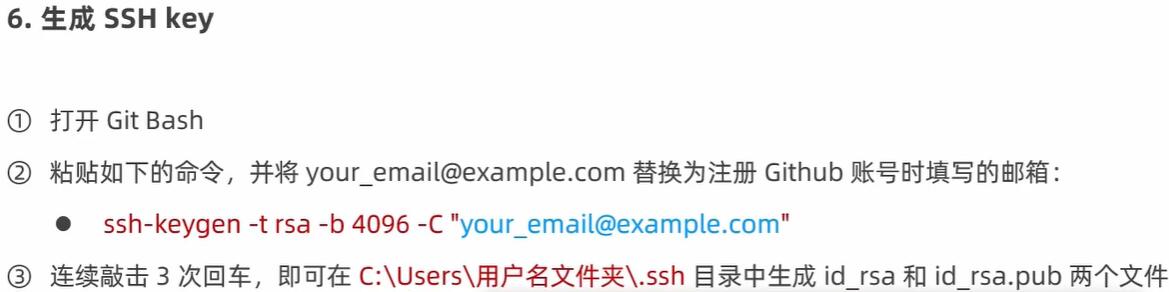 6. 生成 SSH key
① 打开 Git Bash
② 粘贴如下的命令，并将 your_email@example.com 替换为注册 Github 账号时填写的邮箱：
● ssh-keygen -t rsa -b 4096 -C "your_email@example.com"
③ 连续敲击 3 次回车，即可在 C:\Users\用户名文件夹\.ssh 目录中生成 id_rsa 和 id_rsa.pub 两个文件